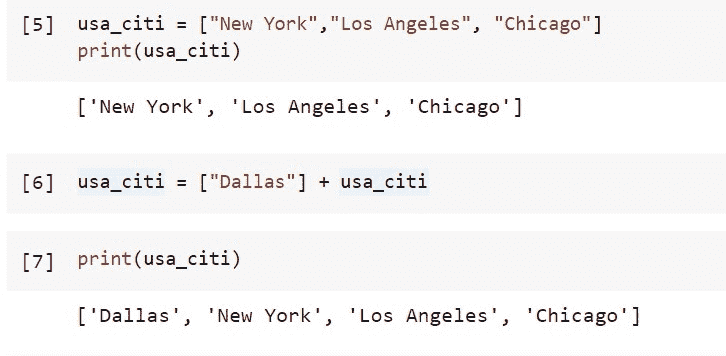 [5] usa_citi = ["New York","Los Angeles", "Chicago"]
print(usa_citi)
['New York', 'Los Angeles', 'Chicago']
[6] usa_citi = ["Dallas"] + usa_citi
[7] print(usa_citi)
['Dallas', 'New York', 'Los Angeles', 'Chicago']